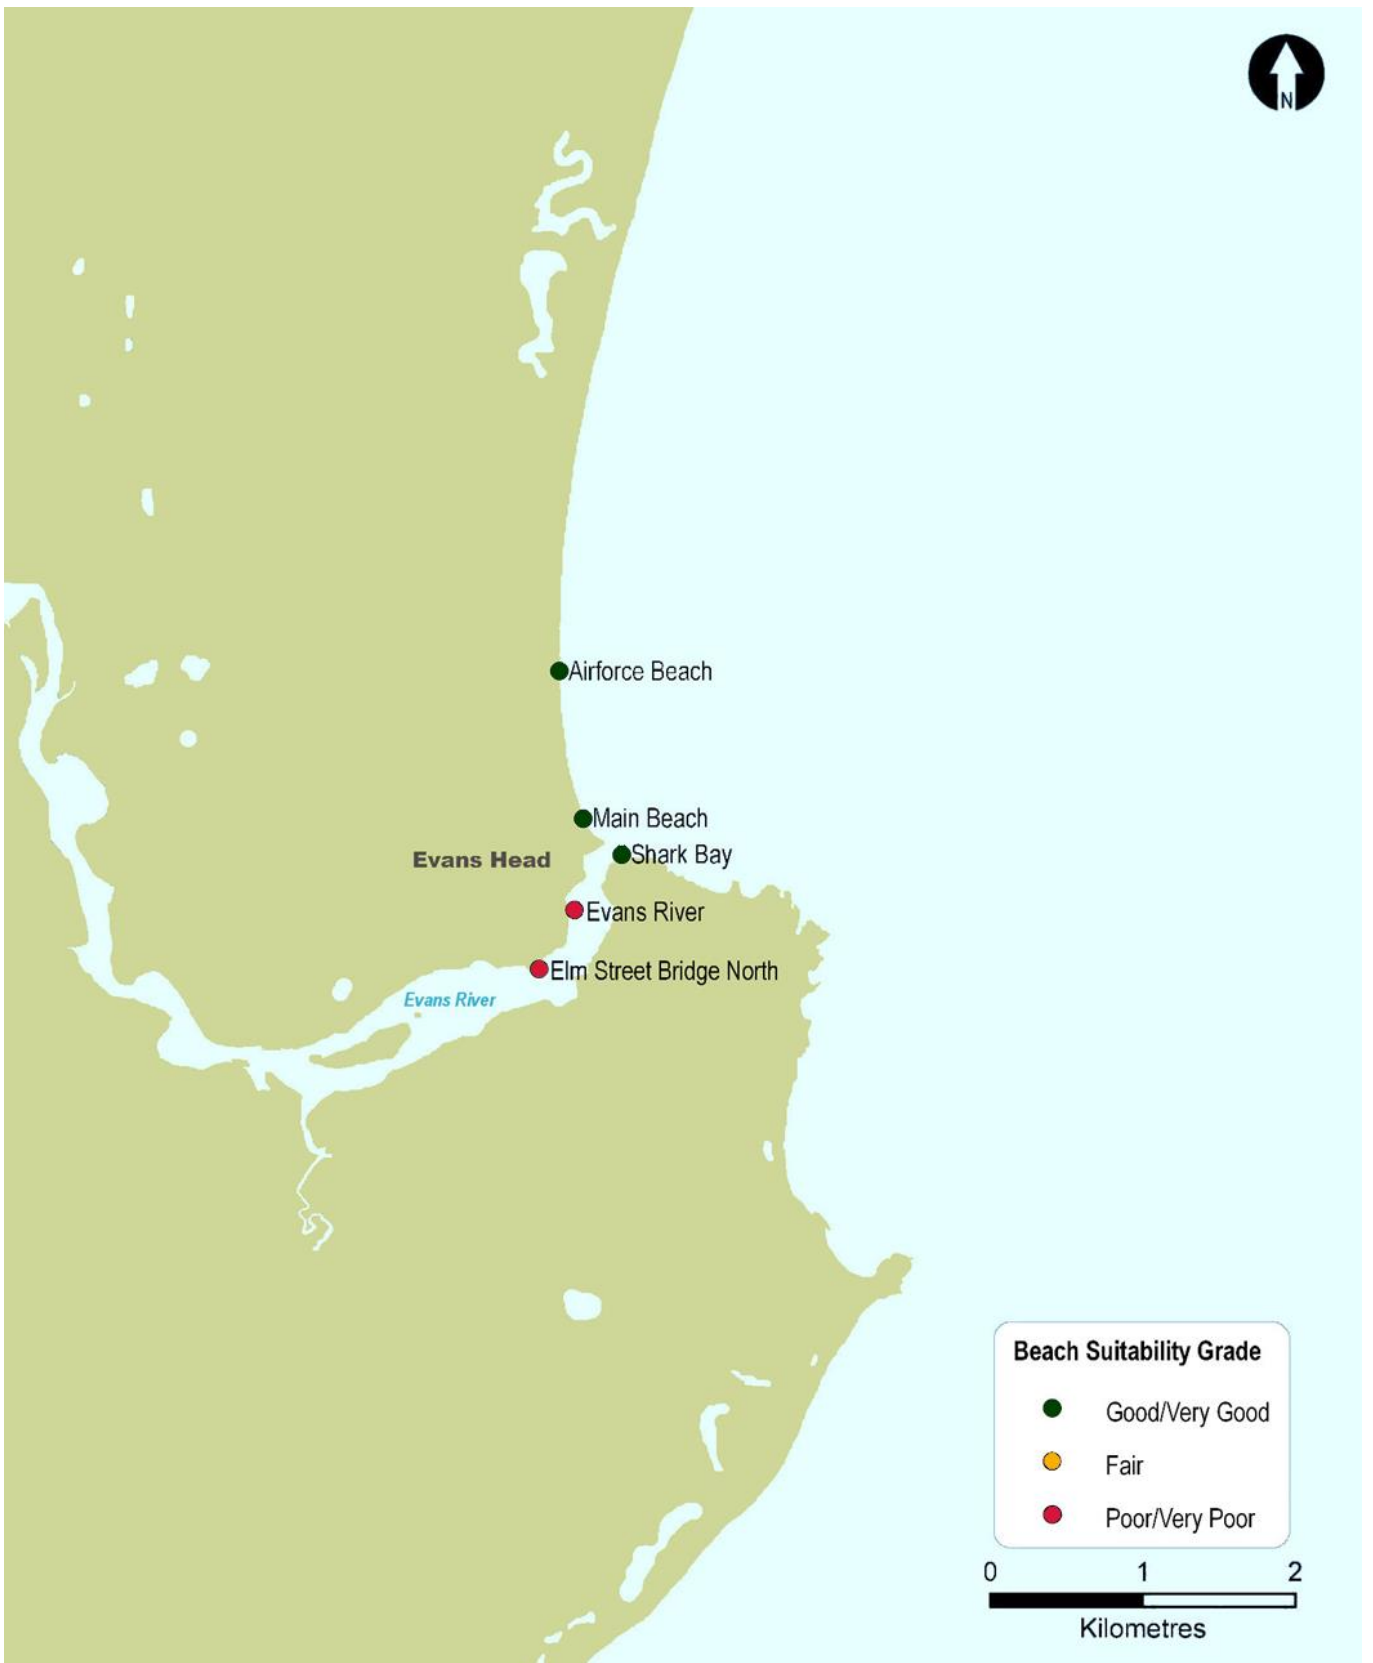 N
Airforce Beach
Main Beach
Evans Head
Shark Bay
Evans River
Elm Street Bridge North
Evans River
Beach Suitability Grade
Good/Very Good
Fair
Poor/Very Poor
0 1 2
Kilometres